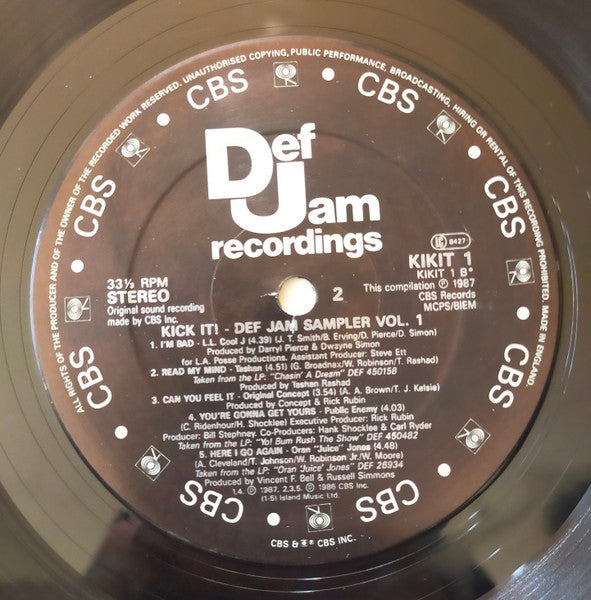 ALL RIGHTS OF THE PRODUCER AND OF THE OWNER OF THE RECORDED WORK RESERVED. UNAUTHORISED COPYING, PUBLIC PERFORMANCE, BROADCASTING, HIRING OR RENTAL OF THIS RECORDING PROHIBITED. MADE IN ENGLAND.
CBS
CBS
CBS
CBS
CBS
CBS
CBS
CBS
Def
Jam
recordings
33⅓ RPM
STEREO
Original sound recording
made by CBS Inc.
2
LC 8427
KIKIT 1
KIKIT 1 B*
This compilation ℗ 1987
CBS Records
MCPS/BIEM
KICK IT! - DEF JAM SAMPLER VOL. 1
1. I'M BAD - LL Cool J (4.39) (J. T. Smith/B. Erving/D. Pierce/D. Simon)
Produced by Darryl Pierce & Dwayne Simon
for L.A. Posse Productions. Assistant Producer: Steve Ett
2. READ MY MIND - Tashan (4.51) (G. Broadnax/W. Robinson/T. Rashad)
Taken from the LP: "Chasin' A Dream" DEF 450158
Produced by Tashan Rashad
3. CAN YOU FEEL IT - Original Concept (3.54) (A. A. Brown/T. J. Kelsie)
Produced by Concept & Rick Rubin
4. YOU'RE GONNA GET YOURS - Public Enemy (4.03)
(C. Ridenhour/H. Shocklee) Executive Producer: Rick Rubin
Producer: Bill Stephney. Co-Producers: Hank Shocklee & Carl Ryder
Taken from the LP: "Yo! Bum Rush The Show" DEF 450482
5. HERE I GO AGAIN - Oran "Juice" Jones (4.48)
(A. Cleveland/T. Johnson/W. Robinson Jr./W. Moore)
Taken from the LP: "Oran 'Juice' Jones" DEF 26934
Produced by Vincent F. Bell & Russell Simmons
1,4. ℗ 1987, 2,3,5. ℗ 1986 CBS Inc.
(1-5) Island Music Ltd.
CBS & CBS INC.